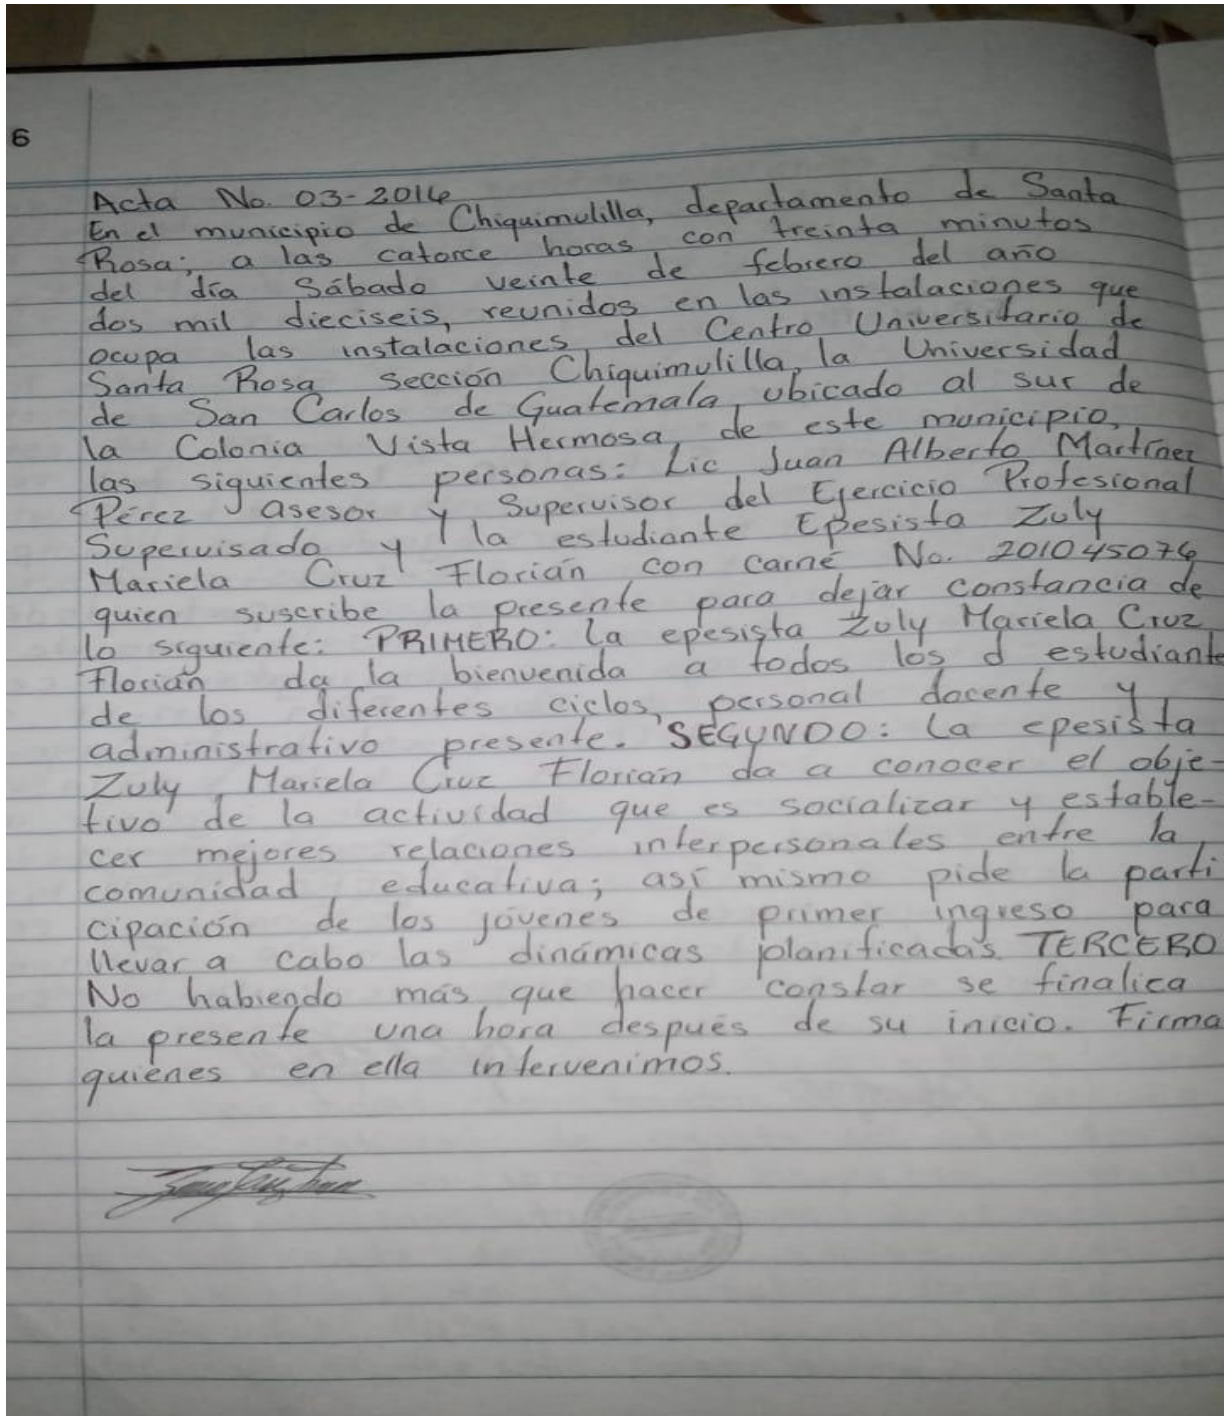 6
Acta No. 03-2016
En el municipio de Chiquimulilla, departamento de Santa
Rosa; a las catorce horas con treinta minutos
del día Sábado veinte de febrero del año
dos mil dieciseis, reunidos en las instalaciones que
ocupa las instalaciones del Centro Universitario de
Santa Rosa sección Chiquimulilla, la Universidad
de San Carlos de Guatemala, ubicado al sur de
la Colonia Vista Hermosa, de este municipio,
las siguientes personas: Lic Juan Alberto Martínez
Pérez asesor y Supervisor del Ejercicio Profesional
Supervisado y la estudiante Epesista Zuly
Mariela Cruz Florián con carné No. 201045076
quien suscribe la presente para dejar constancia de
lo siguiente: PRIMERO: La epesista Zuly Mariela Cruz
Florián da la bienvenida a todos los d estudiante
de los diferentes ciclos, personal docente y
administrativo presente. SEGUNDO: La epesista
Zuly Mariela Cruz Florián da a conocer el obje-
tivo de la actividad que es socializar y estable-
cer mejores relaciones interpersonales entre la
comunidad educativa; así mismo pide la parti
cipación de los jóvenes de primer ingreso para
llevar a cabo las dinámicas planificadas. TERCERO
No habiendo más que hacer constar se finalica
la presente una hora después de su inicio. Firma
quienes en ella intervenimos.